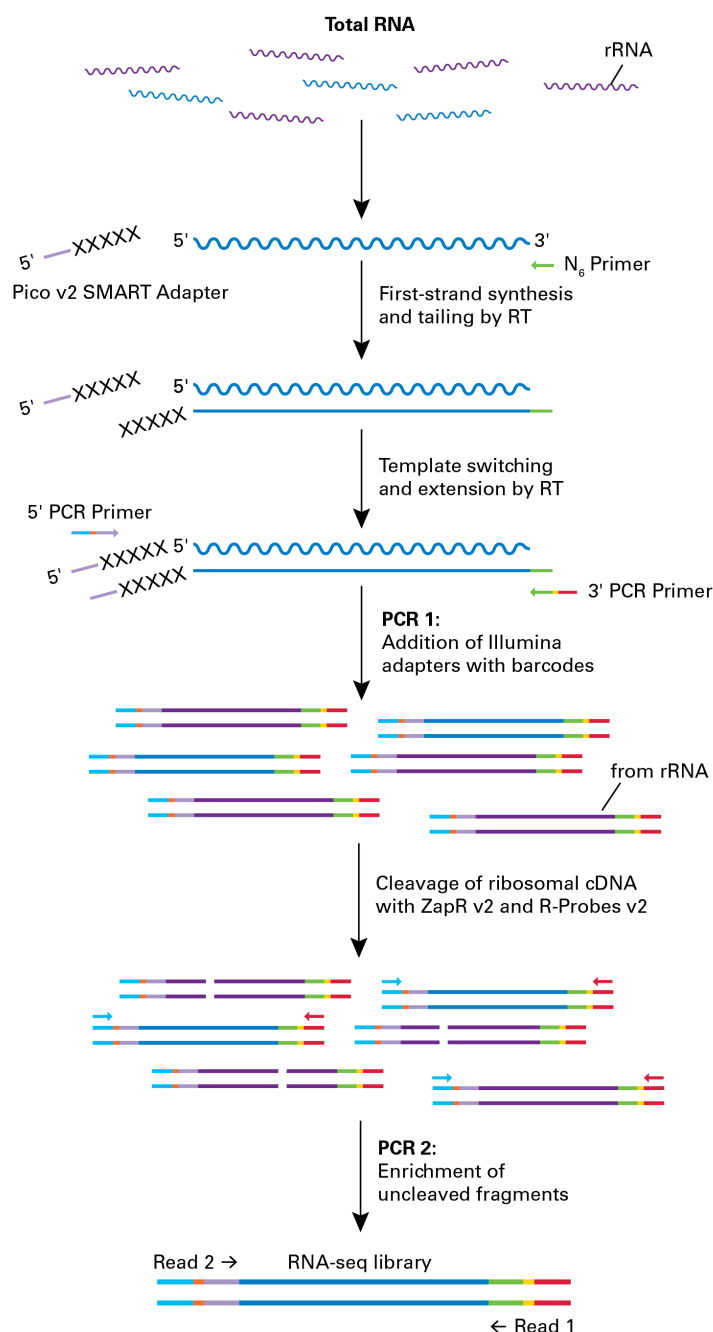 Total RNA
rRNA
XXXXX
5'
5'
3'
5'
N6 Primer
Pico v2 SMART Adapter
First-strand synthesis
and tailing by RT
XXXXX
5'
5'
XXXXX
Template switching
and extension by RT
5' PCR Primer
XXXXX
5'
5'
XXXXX
3' PCR Primer
PCR 1:
Addition of Illumina
adapters with barcodes
from rRNA
Cleavage of ribosomal cDNA
with ZapR v2 and R-Probes v2
PCR 2:
Enrichment of
uncleaved fragments
Read 2 →
RNA-seq library
← Read 1